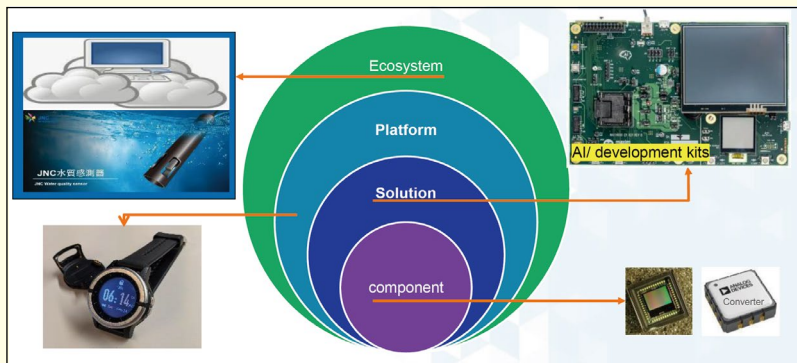 Ecosystem
Platform
Solution
component
JNC水質感測器
JNC Water quality sensor
AI/ development kits
06:14
ANALOG
DEVICES
Converter